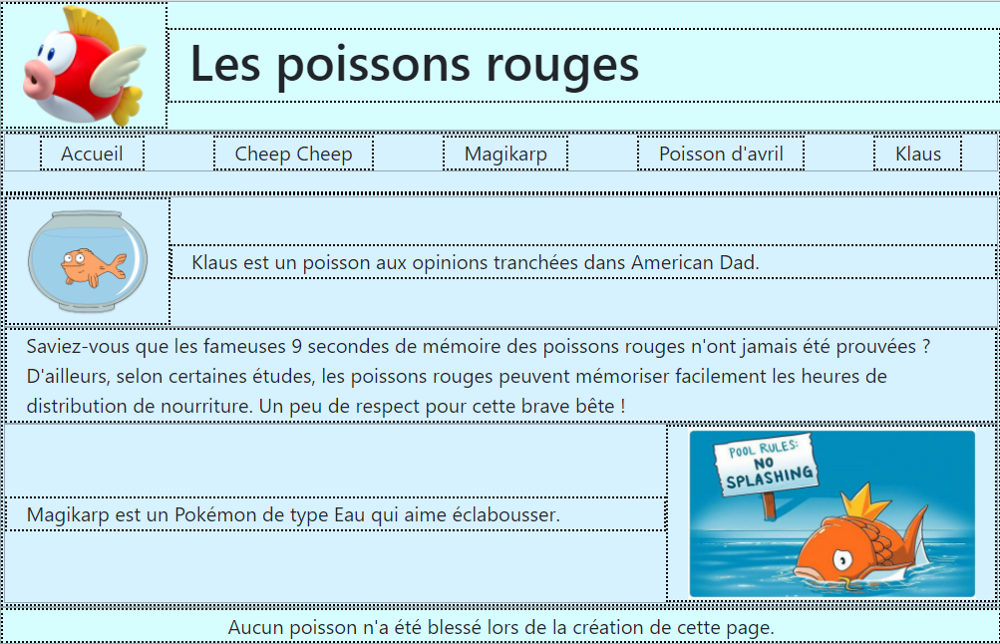 Les poissons rouges
Accueil Cheep Cheep Magikarp Poisson d'avril Klaus
Klaus est un poisson aux opinions tranchées dans American Dad.
Saviez-vous que les fameuses 9 secondes de mémoire des poissons rouges n'ont jamais été prouvées ?
D'ailleurs, selon certaines études, les poissons rouges peuvent mémoriser facilement les heures de
distribution de nourriture. Un peu de respect pour cette brave bête !
POOL RULES:
NO
SPLASHING
Magikarp est un Pokémon de type Eau qui aime éclabousser.
Aucun poisson n'a été blessé lors de la création de cette page.